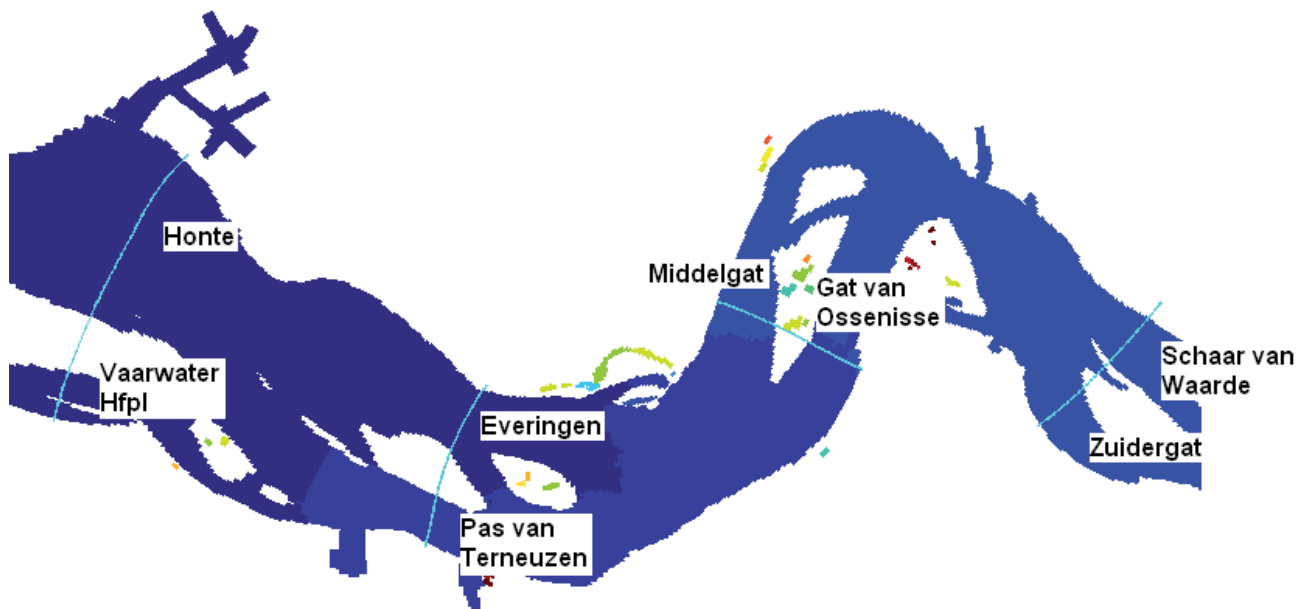 Honte
Vaarwater
Hfpl
Everingen
Pas van
Terneuzen
Middelgat
Gat van
Ossenisse
Schaar van
Waarde
Zuidergat